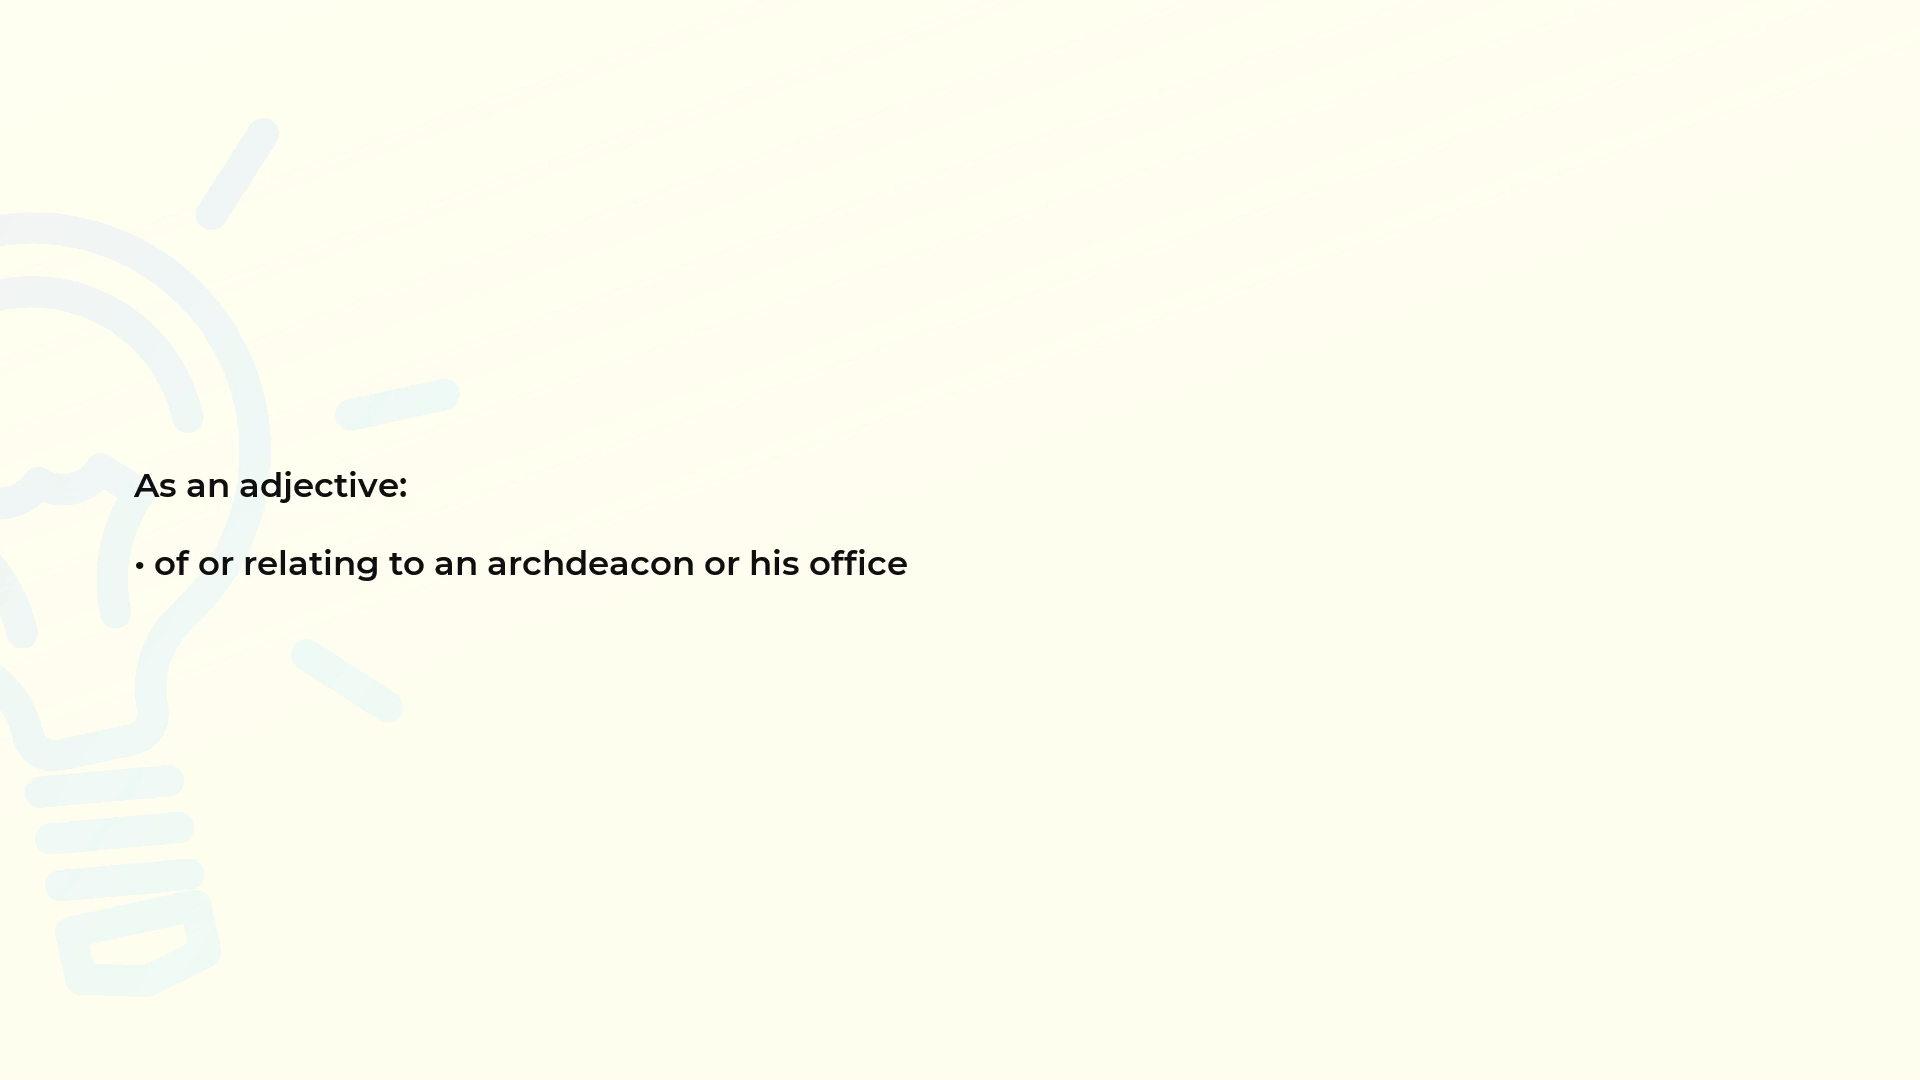 As an adjective:
• of or relating to an archdeacon or his office